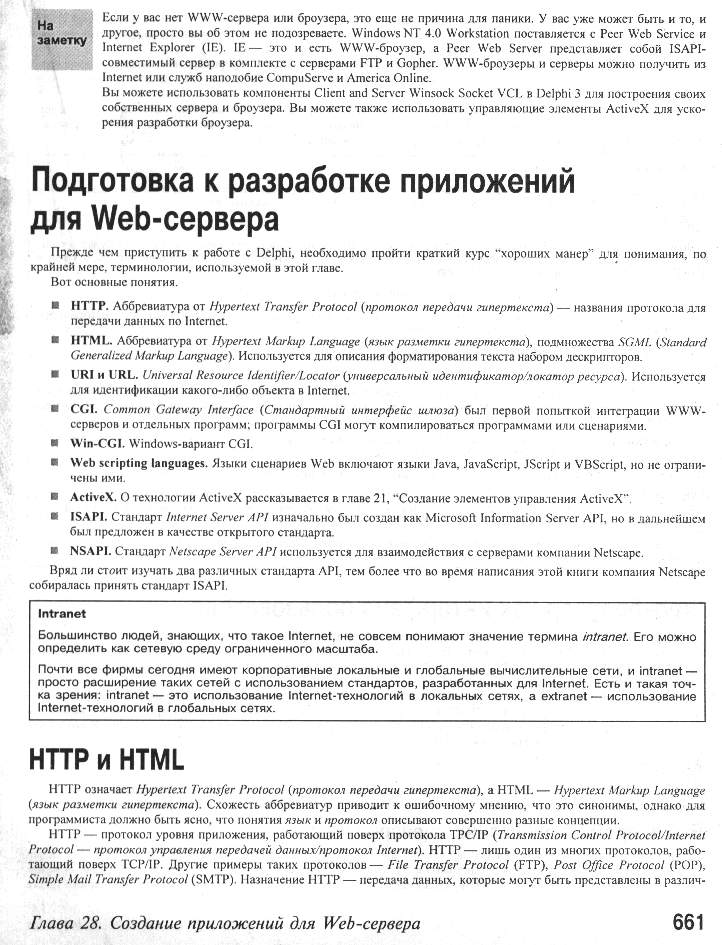 На
заметку
Если у вас нет WWW-сервера или броузера, это еще не причина для паники. У вас уже может быть и то, и
другое, просто вы об этом не подозреваете. Windows NT 4.0 Workstation поставляется с Peer Web Service и
Internet Explorer (IE). IE — это и есть WWW-броузер, а Peer Web Server представляет собой ISAPI-
совместимый сервер в комплекте с серверами FTP и Gopher. WWW-броузеры и серверы можно получить из
Internet или служб наподобие CompuServe и America Online.
Вы можете использовать компоненты Client and Server Winsock Socket VCL в Delphi 3 для построения своих
собственных сервера и броузера. Вы можете также использовать управляющие элементы ActiveX для уско-
рения разработки броузера.
Подготовка к разработке приложений
для Web-сервера
Прежде чем приступить к работе с Delphi, необходимо пройти краткий курс “хороших манер” для понимания, по
крайней мере, терминологии, используемой в этой главе.
Вот основные понятия.
■ HTTP. Аббревиатура от Hypertext Transfer Protocol (протокол передачи гипертекста) — названия протокола для
передачи данных по Internet.
■ HTML. Аббревиатура от Hypertext Markup Language (язык разметки гипертекста), подмножества SGML (Standard
Generalized Markup Language). Используется для описания форматирования текста набором дескрипторов.
■ URI и URL. Universal Resource Identifier/Locator (универсальный идентификатор/локатор ресурса). Используется
для идентификации какого-либо объекта в Internet.
■ CGI. Common Gateway Interface (Стандартный интерфейс шлюза) был первой попыткой интеграции WWW-
серверов и отдельных программ; программы CGI могут компилироваться программами или сценариями.
■ Win-CGI. Windows-вариант CGI.
■ Web scripting languages. Языки сценариев Web включают языки Java, JavaScript, JScript и VBScript, но не ограни-
чены ими.
■ ActiveX. О технологии ActiveX рассказывается в главе 21, “Создание элементов управления ActiveX”.
■ ISAPI. Стандарт Internet Server API изначально был создан как Microsoft Information Server API, но в дальнейшем
был предложен в качестве открытого стандарта.
■ NSAPI. Стандарт Netscape Server API используется для взаимодействия с серверами компании Netscape.
Вряд ли стоит изучать два различных стандарта API, тем более что во время написания этой книги компания Netscape
собиралась принять стандарт ISAPI.
Intranet
Большинство людей, знающих, что такое Internet, не совсем понимают значение термина intranet. Его можно
определить как сетевую среду ограниченного масштаба.
Почти все фирмы сегодня имеют корпоративные локальные и глобальные вычислительные сети, и intranet —
просто расширение таких сетей с использованием стандартов, разработанных для Internet. Есть и такая точ-
ка зрения: intranet — это использование Internet-технологий в локальных сетях, а extranet — использование
Internet-технологий в глобальных сетях.
HTTP и HTML
HTTP означает Hypertext Transfer Protocol (протокол передачи гипертекста), а HTML — Hypertext Markup Language
(язык разметки гипертекста). Схожесть аббревиатур приводит к ошибочному мнению, что это синонимы, однако для
программиста должно быть ясно, что понятия язык и протокол описывают совершенно разные концепции.
HTTP — протокол уровня приложения, работающий поверх протокола TPC/IP (Transmission Control Protocol/Internet
Protocol — протокол управления передачей данных/протокол Internet). HTTP — лишь один из многих протоколов, рабо-
тающий поверх TCP/IP. Другие примеры таких протоколов — File Transfer Protocol (FTP), Post Office Protocol (POP),
Simple Mail Transfer Protocol (SMTP). Назначение HTTP — передача данных, которые могут быть представлены в различ-
Глава 28. Создание приложений для Web-сервера
661